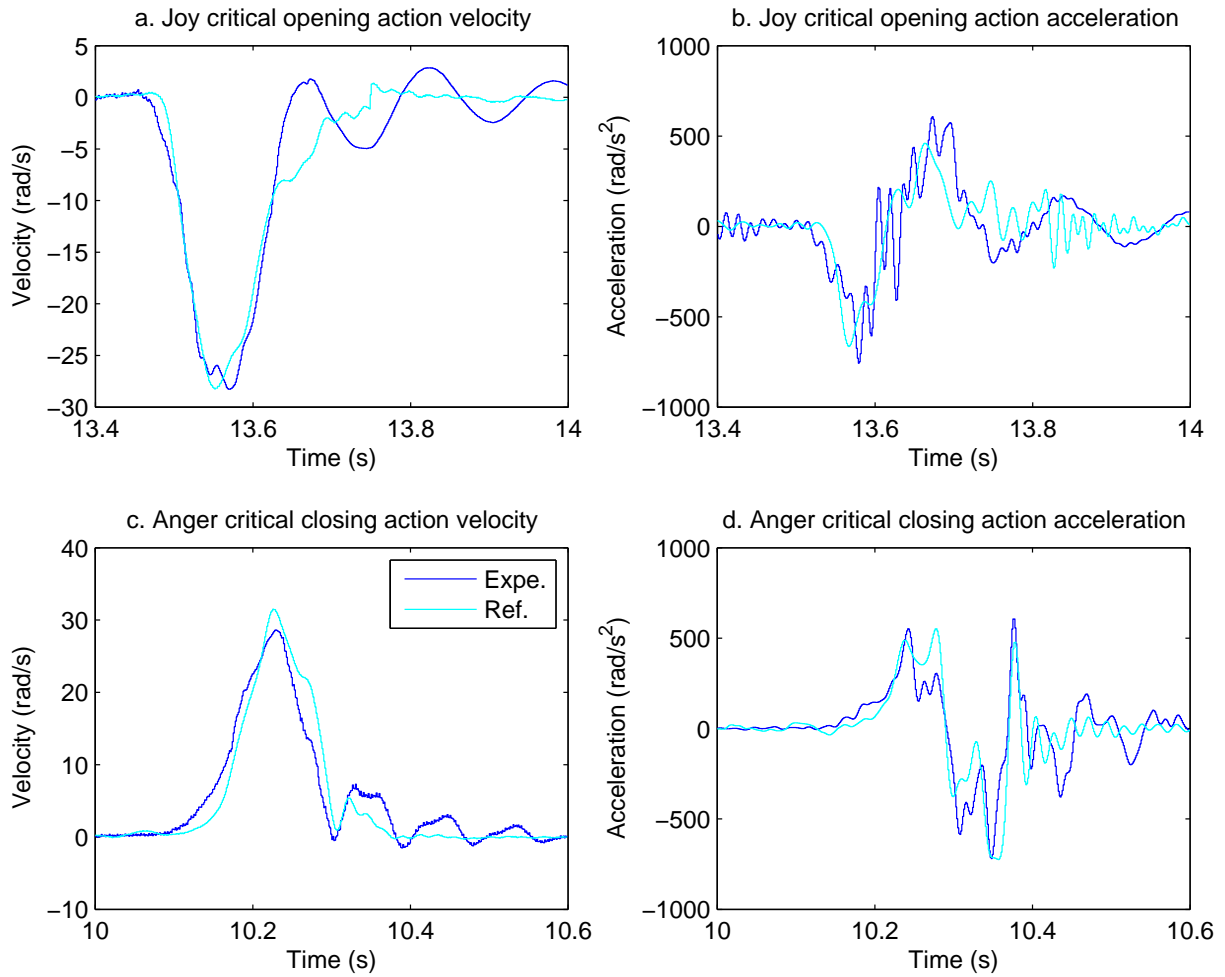 a. Joy critical opening action velocity
5
0
−5
−10
−15
−20
−25
−30
13.4
13.6
13.8
14
Time (s)
Velocity (rad/s)
b. Joy critical opening action acceleration
1000
500
0
−500
−1000
13.4
13.6
13.8
14
Time (s)
Acceleration (rad/s²)
c. Anger critical closing action velocity
40
30
20
10
0
−10
10
10.2
10.4
10.6
Time (s)
Velocity (rad/s)
Expe.
Ref.
d. Anger critical closing action acceleration
1000
500
0
−500
−1000
10
10.2
10.4
10.6
Time (s)
Acceleration (rad/s²)